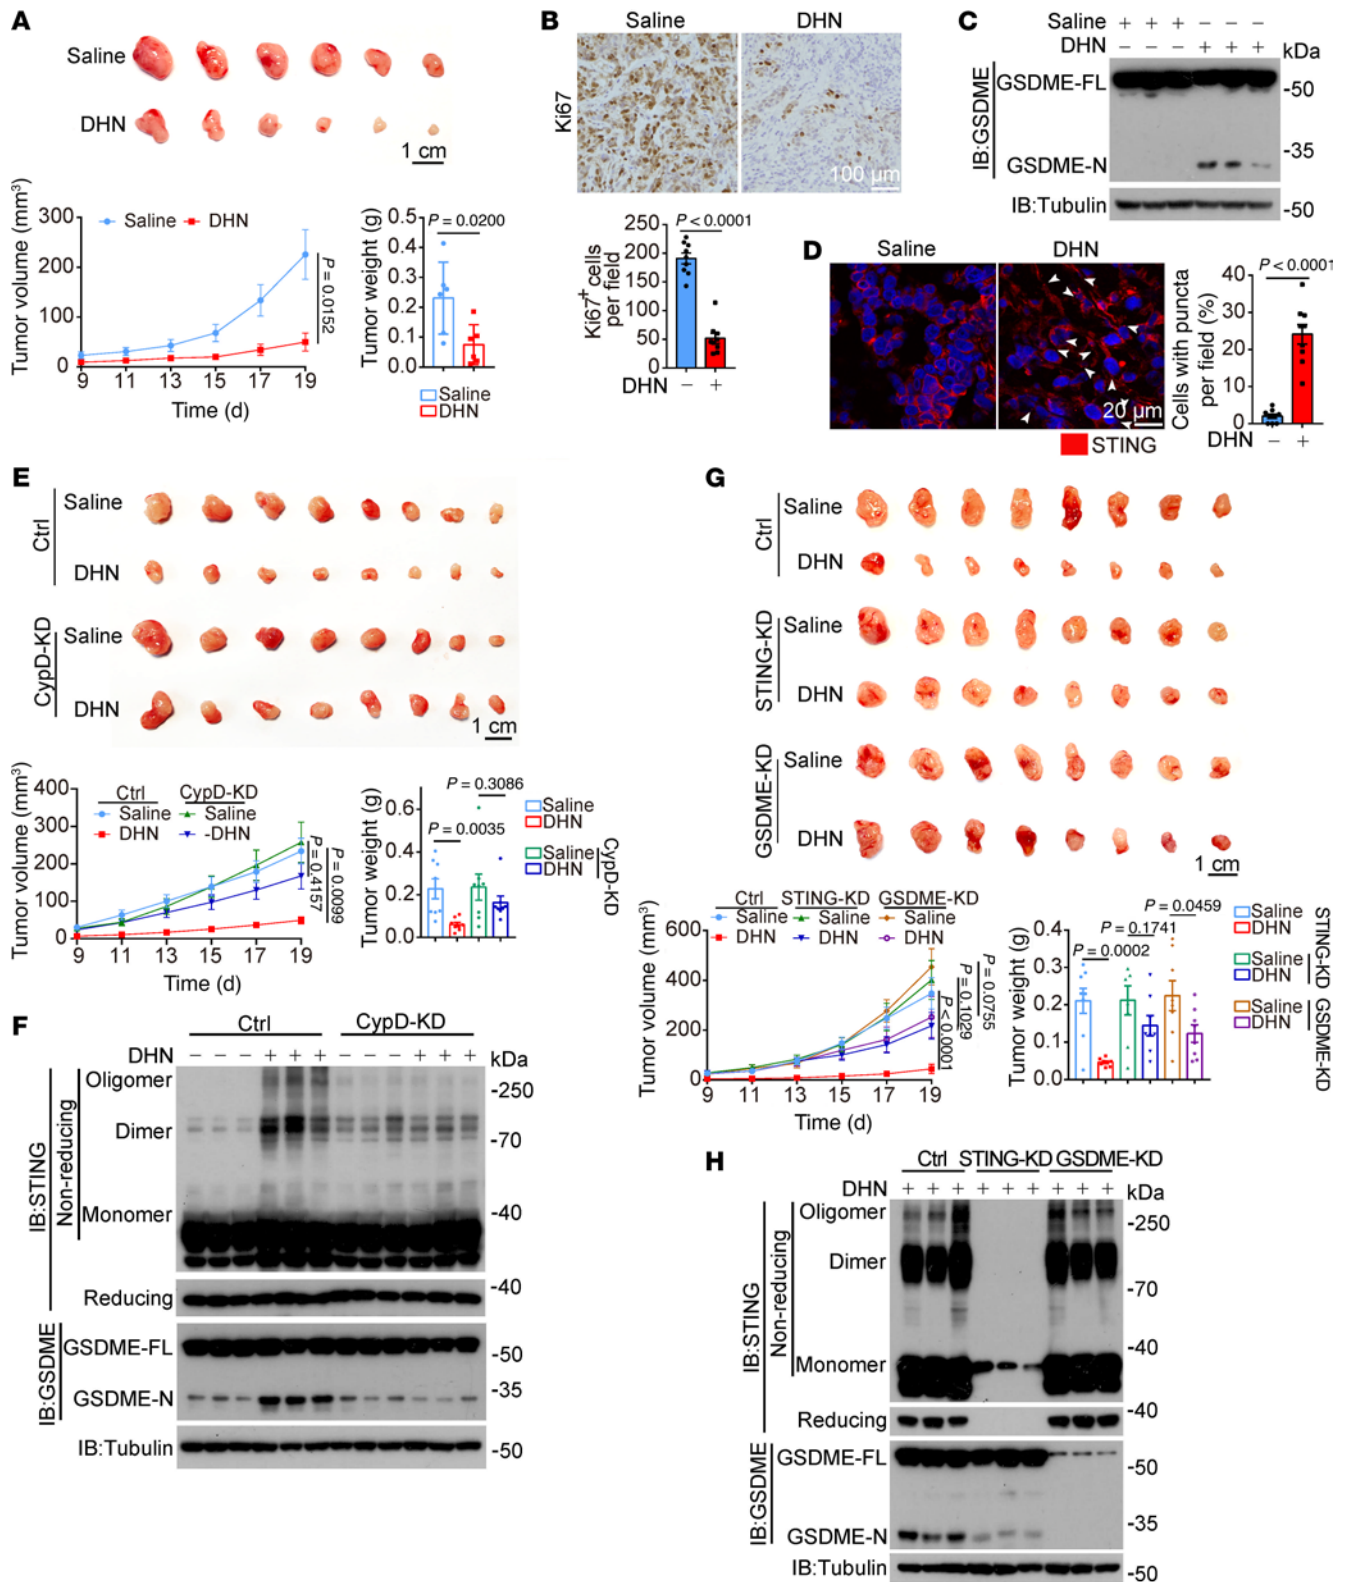 A
Saline
DHN
1 cm
Tumor volume (mm3)
300
200
100
0
Saline
DHN
P = 0.0152
9 11 13 15 17 19
Time (d)
Tumor weight (g)
0.5
0.4
0.3
0.2
0.1
0
P = 0.0200
Saline
DHN
B
Saline DHN
Ki67
100 µm
P < 0.0001
Ki67+ cells
per field
250
200
150
100
50
0
DHN − +
C
Saline + + + − − −
DHN − − − + + +
kDa
IB:GSDME
GSDME-FL
-50
-35
GSDME-N
IB:Tubulin
-50
D
Saline DHN
20 µm
STING
Cells with puncta
per field (%)
40
30
20
10
0
P < 0.0001
DHN − +
E
Ctrl
Saline
DHN
CypD-KD
Saline
DHN
1 cm
Tumor volume (mm3)
400
300
200
100
0
Ctrl CypD-KD
Saline Saline
DHN -DHN
P = 0.4157
P = 0.0099
9 11 13 15 17 19
Time (d)
Tumor weight (g)
0.6
0.4
0.2
0.0
P = 0.3086
P = 0.0035
Saline
DHN
Saline
DHN
CypD-KD
F
Ctrl CypD-KD
DHN − − − + + + − − − + + +
kDa
IB:STING
Non-reducing
Oligomer
-250
Dimer
-70
Monomer
-40
Reducing
-40
IB:GSDME
GSDME-FL
-50
GSDME-N
-35
IB:Tubulin
-50
G
Ctrl
Saline
DHN
STING-KD
Saline
DHN
GSDME-KD
Saline
DHN
1 cm
Tumor volume (mm3)
600
400
200
0
Ctrl STING-KD GSDME-KD
Saline Saline Saline
DHN DHN DHN
P < 0.0001
P = 0.1029
P = 0.0755
9 11 13 15 17 19
Time (d)
Tumor weight (g)
0.4
0.3
0.2
0.1
0.0
P = 0.0459
P = 0.1741
P = 0.0002
Saline
DHN
Saline
DHN
Saline
DHN
STING-KD
GSDME-KD
H
Ctrl STING-KD GSDME-KD
DHN + + + + + + + + +
kDa
IB:STING
Non-reducing
Oligomer
-250
Dimer
-70
-40
Monomer
-40
Reducing
IB:GSDME
GSDME-FL
-50
-35
GSDME-N
IB:Tubulin
-50